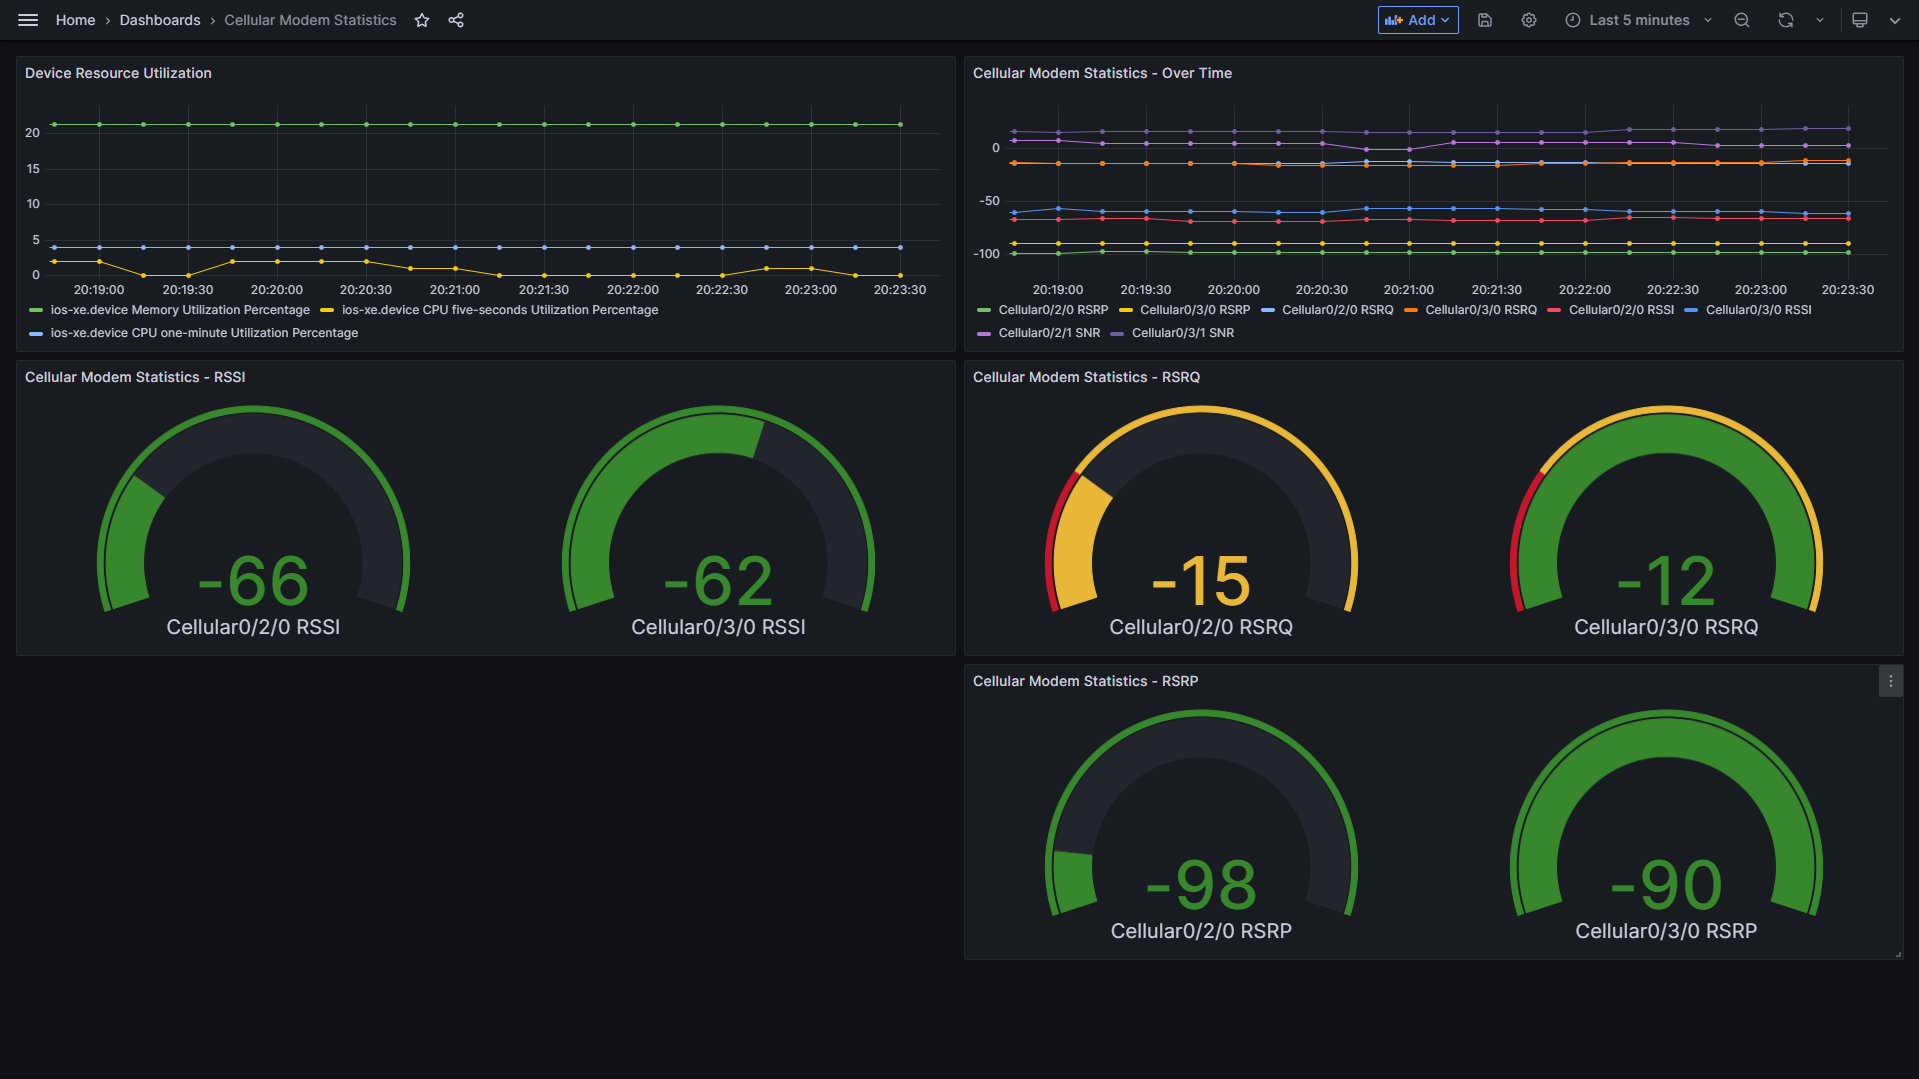 Home › Dashboards › Cellular Modem Statistics
Add
Last 5 minutes
Device Resource Utilization
20
15
10
5
0
20:19:00 20:19:30 20:20:00 20:20:30 20:21:00 20:21:30 20:22:00 20:22:30 20:23:00 20:23:30
ios-xe.device Memory Utilization Percentage ios-xe.device CPU five-seconds Utilization Percentage
ios-xe.device CPU one-minute Utilization Percentage
Cellular Modem Statistics - Over Time
0
-50
-100
20:19:00 20:19:30 20:20:00 20:20:30 20:21:00 20:21:30 20:22:00 20:22:30 20:23:00 20:23:30
Cellular0/2/0 RSRP Cellular0/3/0 RSRP Cellular0/2/0 RSRQ Cellular0/3/0 RSRQ Cellular0/2/0 RSSI Cellular0/3/0 RSSI
Cellular0/2/1 SNR Cellular0/3/1 SNR
Cellular Modem Statistics - RSSI
-66
Cellular0/2/0 RSSI
-62
Cellular0/3/0 RSSI
Cellular Modem Statistics - RSRQ
-15
Cellular0/2/0 RSRQ
-12
Cellular0/3/0 RSRQ
Cellular Modem Statistics - RSRP
-98
Cellular0/2/0 RSRP
-90
Cellular0/3/0 RSRP